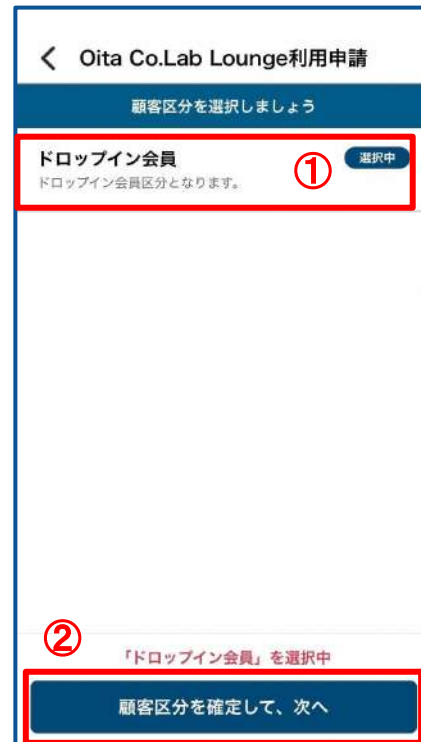 Oita Co.Lab Lounge利用申請
顧客区分を選択しましょう
ドロップイン会員
選択中
ドロップイン会員区分となります。
①
②
「ドロップイン会員」を選択中
顧客区分を確定して、次へ